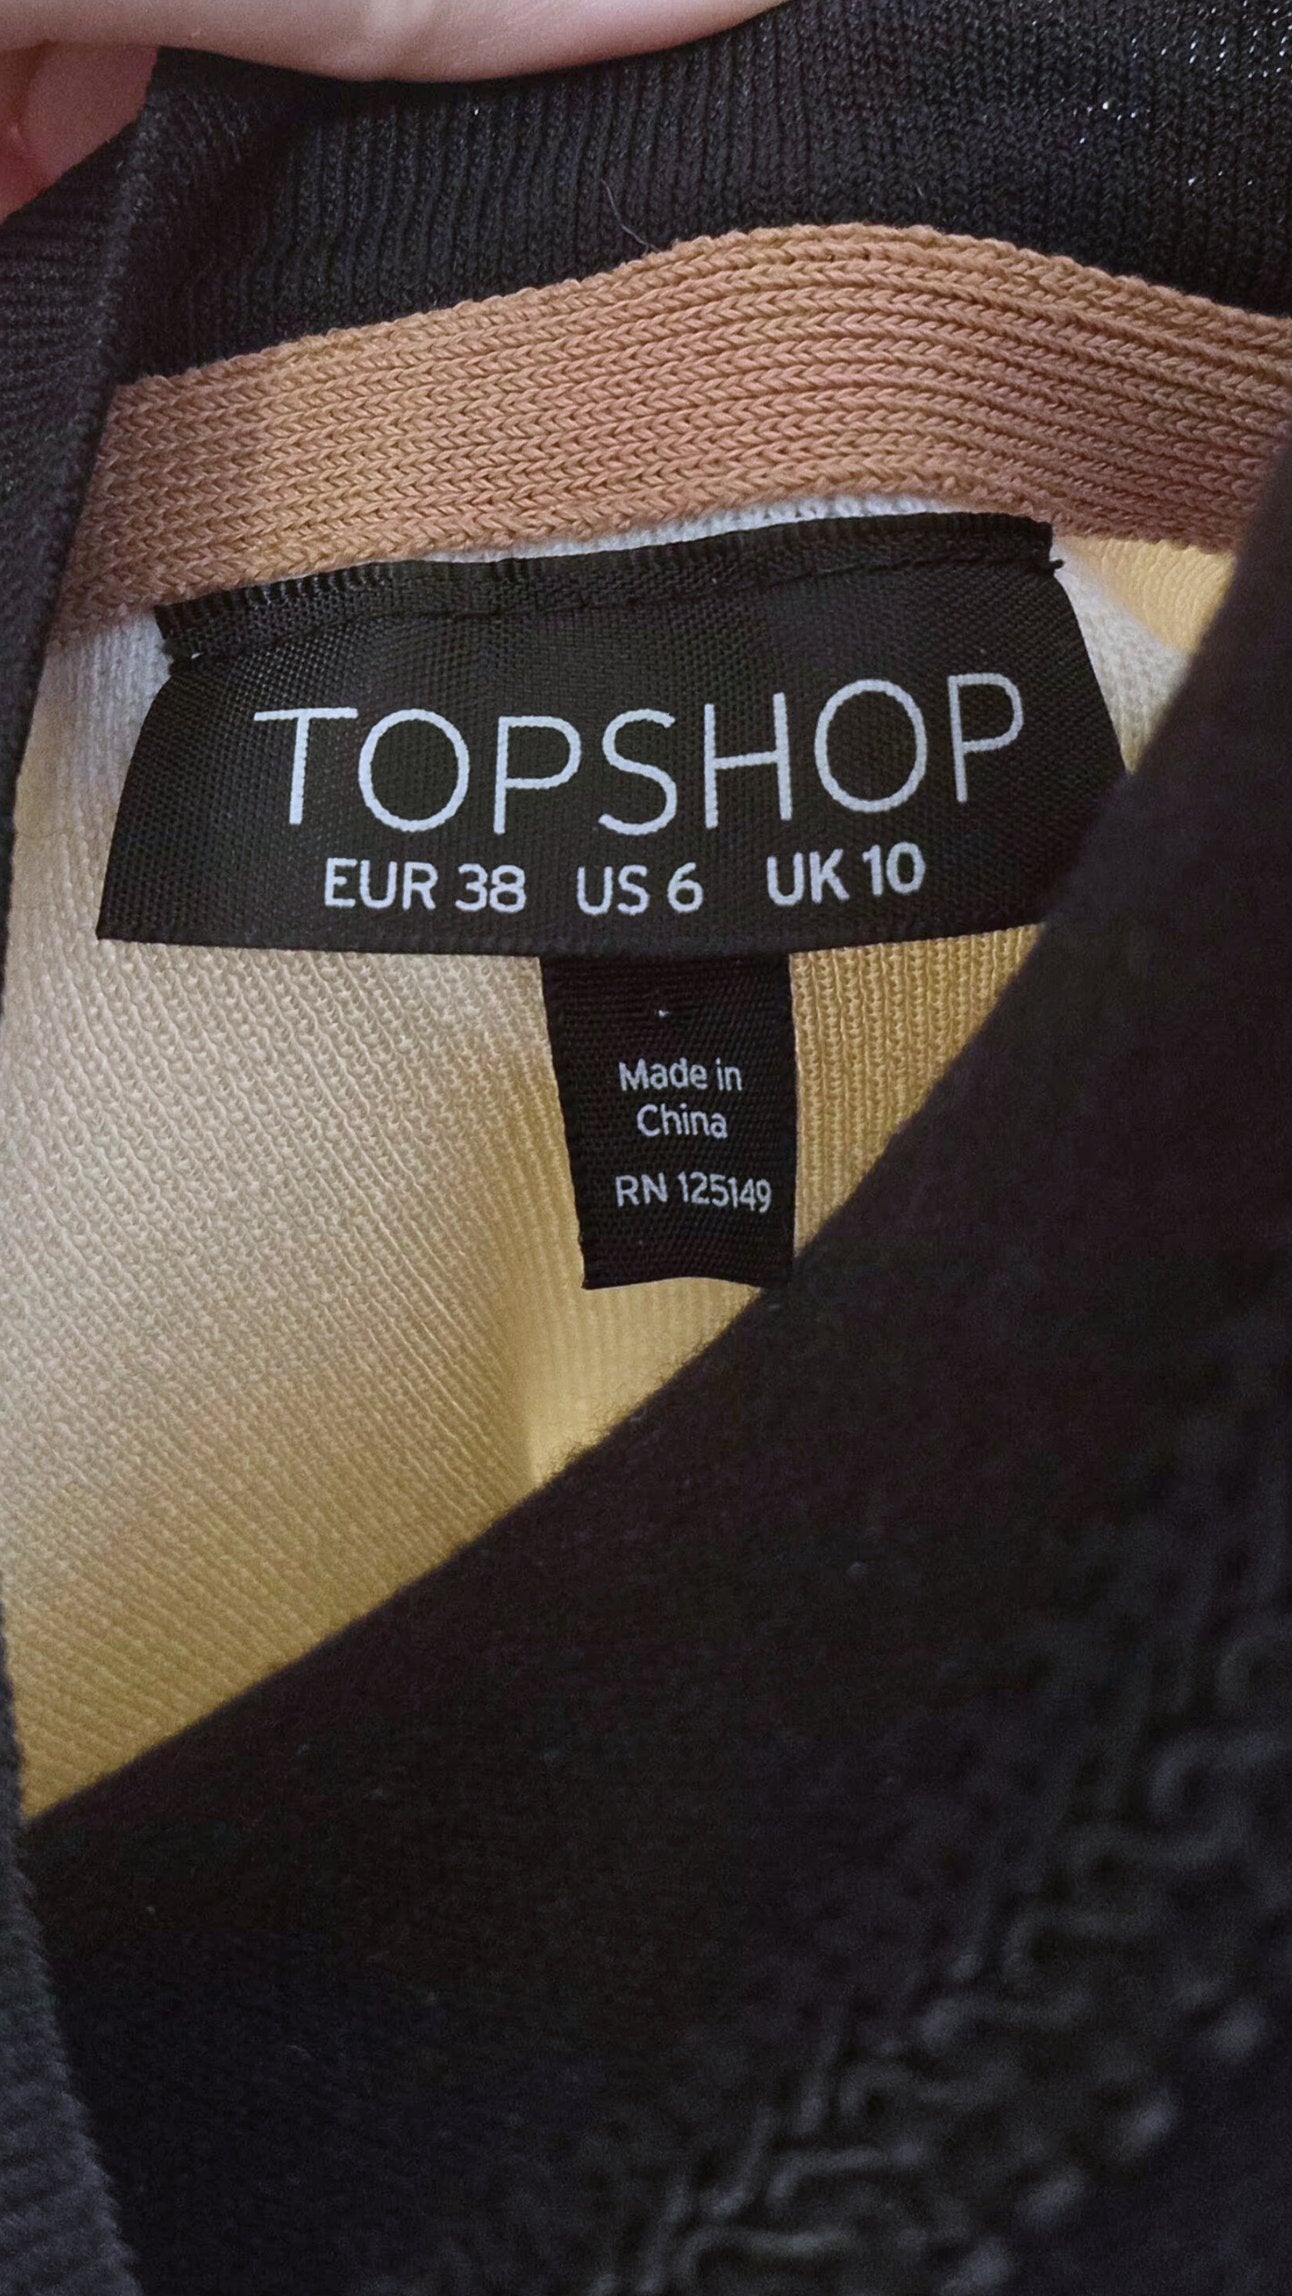 TOPSHOP
EUR 38 US 6 UK 10
Made in
China
RN 125149